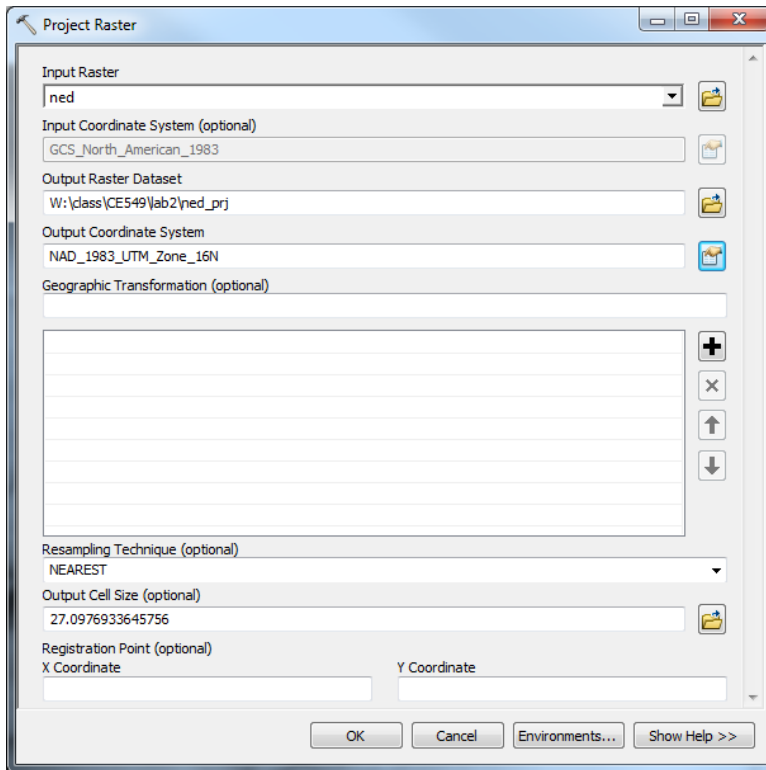 Project Raster
Input Raster
ned
Input Coordinate System (optional)
GCS_North_American_1983
Output Raster Dataset
W:\class\CE549\lab2\ned_prj
Output Coordinate System
NAD_1983_UTM_Zone_16N
Geographic Transformation (optional)
Resampling Technique (optional)
NEAREST
Output Cell Size (optional)
27.0976933645756
Registration Point (optional)
X Coordinate Y Coordinate
OK Cancel Environments... Show Help >>